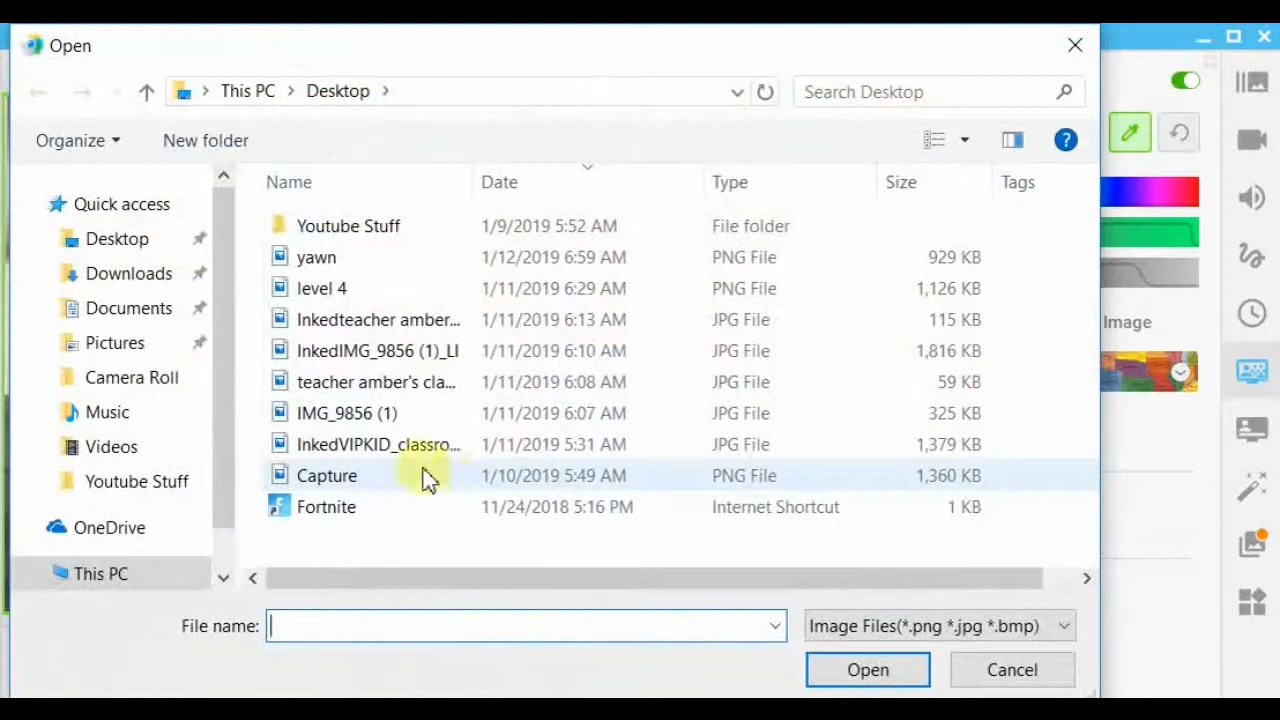 Open
This PC Desktop
Search Desktop
Organize
New folder
?
Name Date Type Size Tags
Quick access
Desktop
Downloads
Documents
Pictures
Camera Roll
Music
Videos
Youtube Stuff
OneDrive
This PC
Youtube Stuff 1/9/2019 5:52 AM File folder
yawn 1/12/2019 6:59 AM PNG File 929 KB
level 4 1/11/2019 6:29 AM PNG File 1,126 KB
Inkedteacher amber... 1/11/2019 6:13 AM JPG File 115 KB
InkedIMG_9856 (1)_LI 1/11/2019 6:10 AM JPG File 1,816 KB
teacher amber's cla... 1/11/2019 6:08 AM JPG File 59 KB
IMG_9856 (1) 1/11/2019 6:07 AM JPG File 325 KB
InkedVIPKID_classro... 1/11/2019 5:31 AM JPG File 1,379 KB
Capture 1/10/2019 5:49 AM PNG File 1,360 KB
Fortnite 11/24/2018 5:16 PM Internet Shortcut 1 KB
File name:
Image Files(*.png *.jpg *.bmp)
Open
Cancel
Image